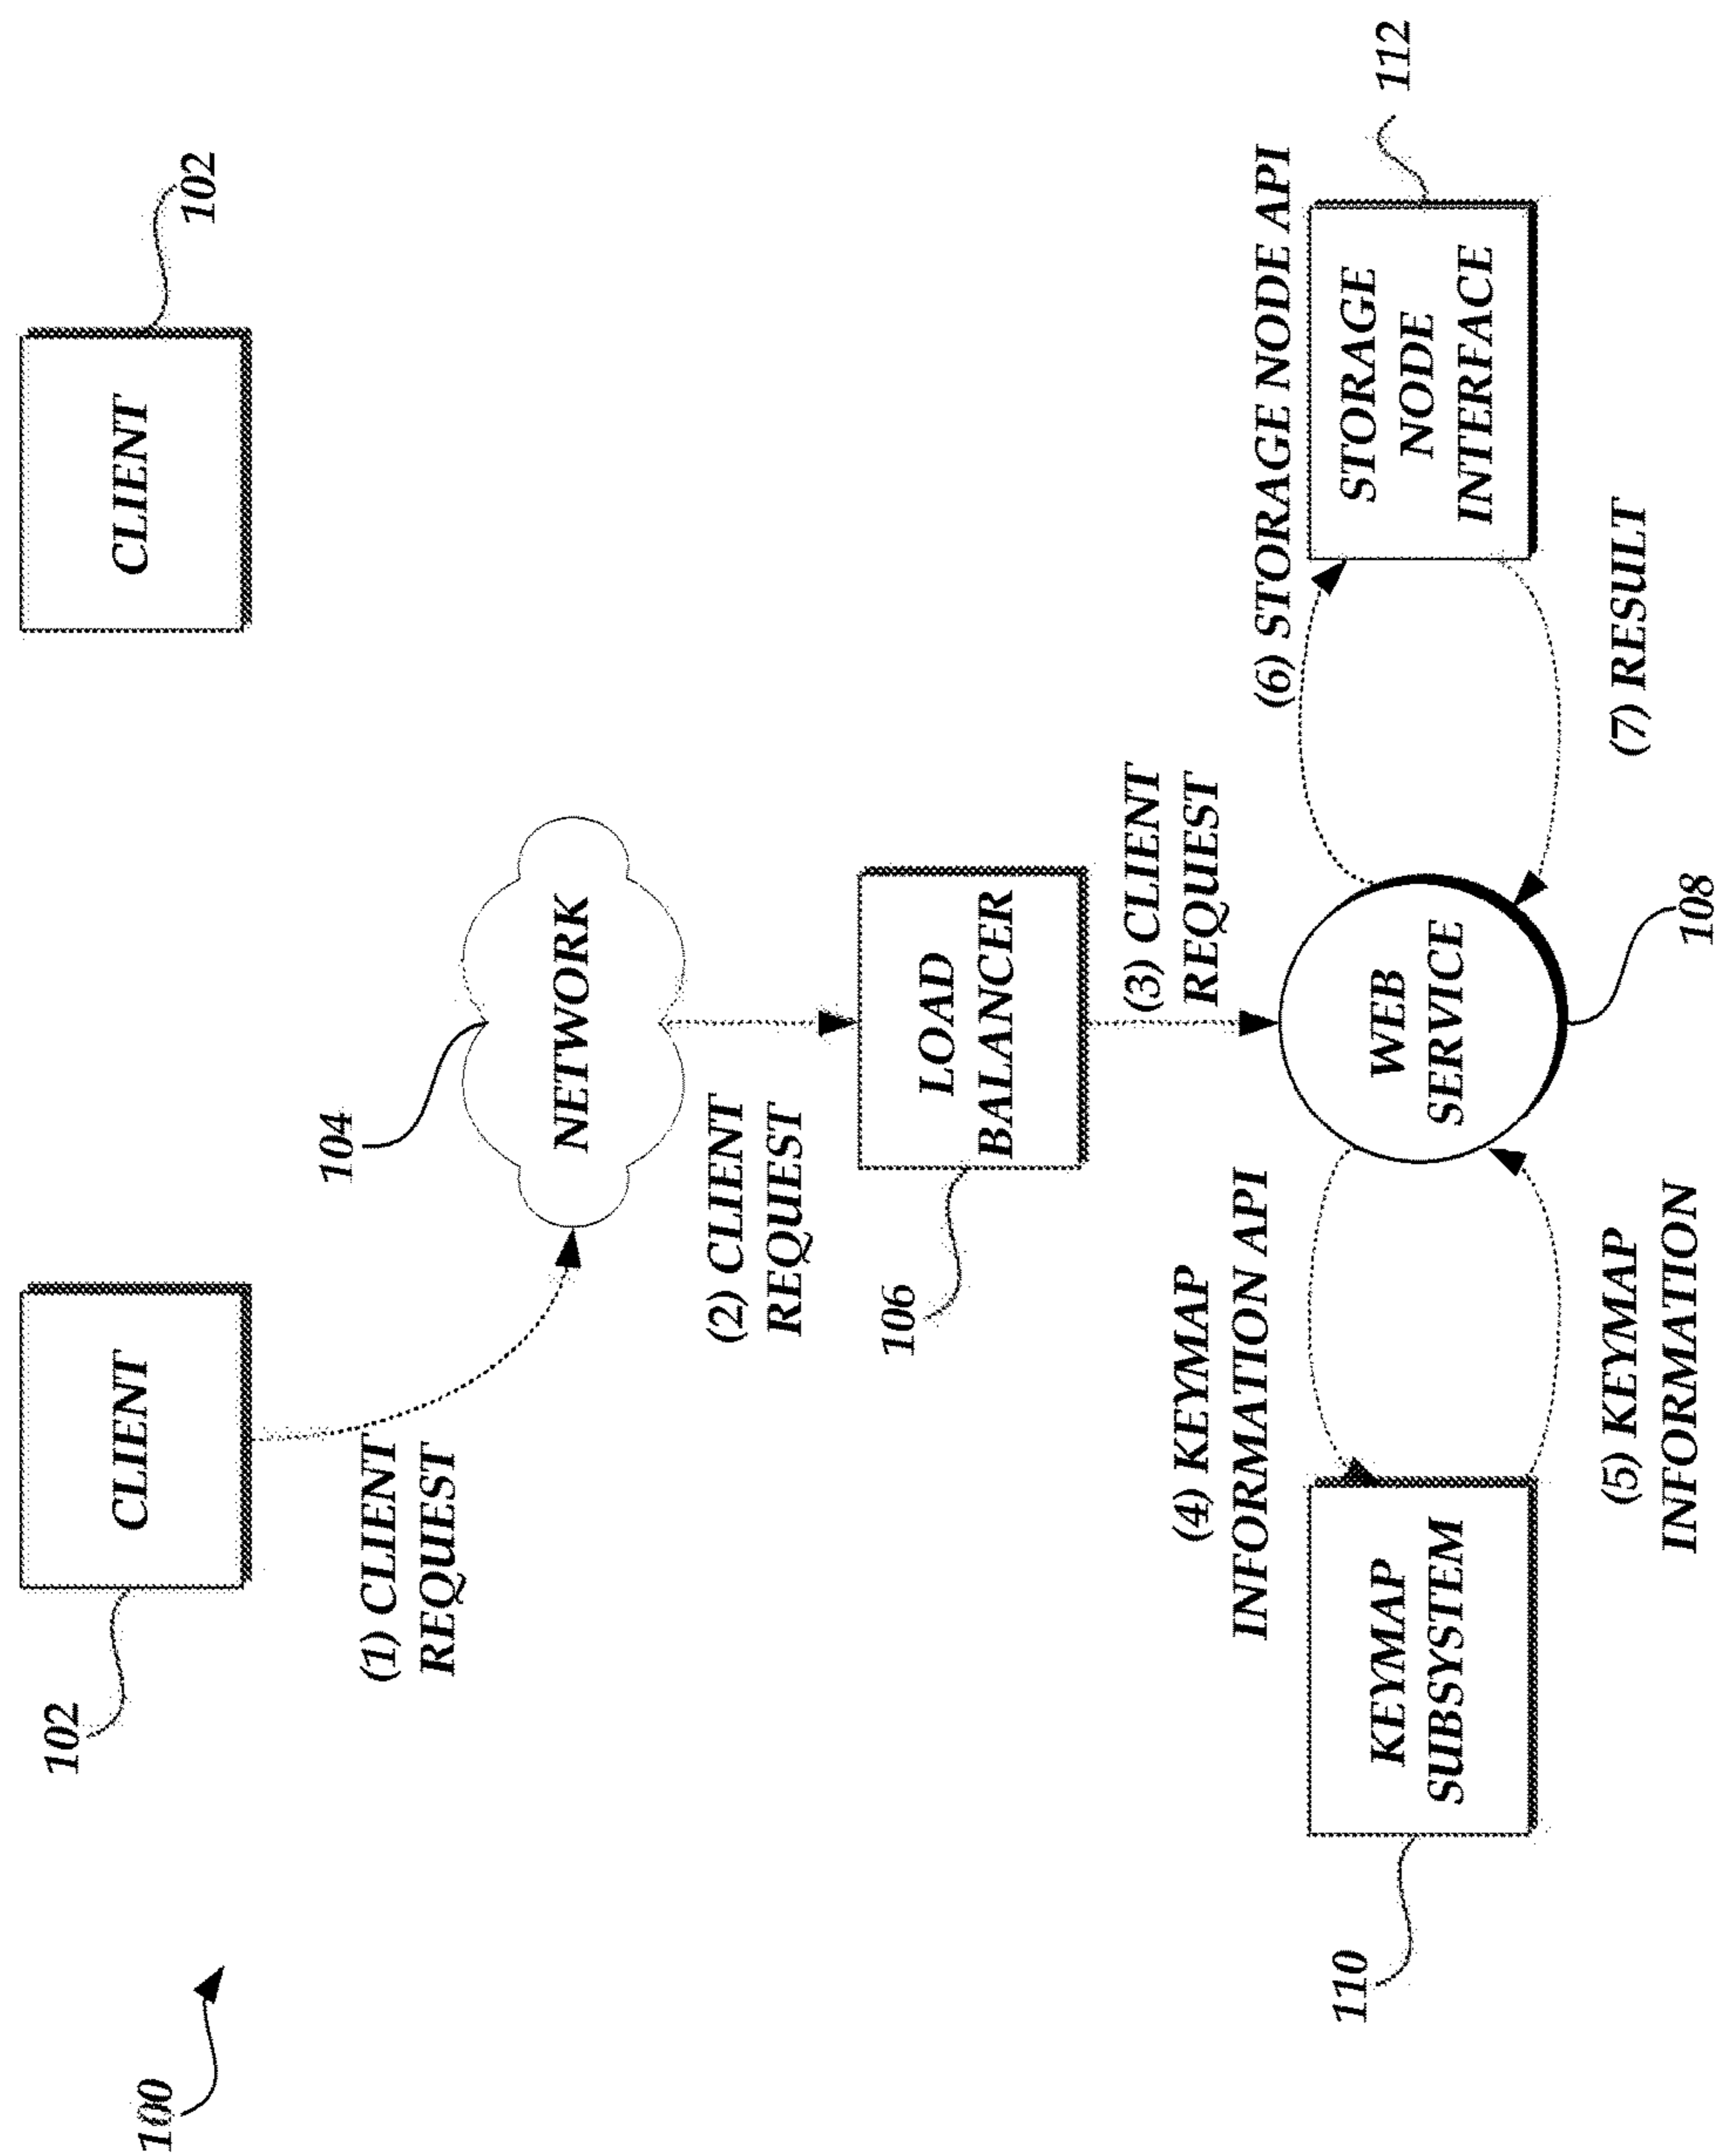 100
102
CLIENT
CLIENT
102
(1) CLIENT
REQUEST
104
NETWORK
(2) CLIENT
REQUEST
106
LOAD
BALANCER
(3) CLIENT
REQUEST
(4) KEYMAP
INFORMATION API
(6) STORAGE NODE API
110
KEYMAP
SUBSYSTEM
WEB
SERVICE
STORAGE
NODE
INTERFACE
112
(5) KEYMAP
INFORMATION
108
(7) RESULT